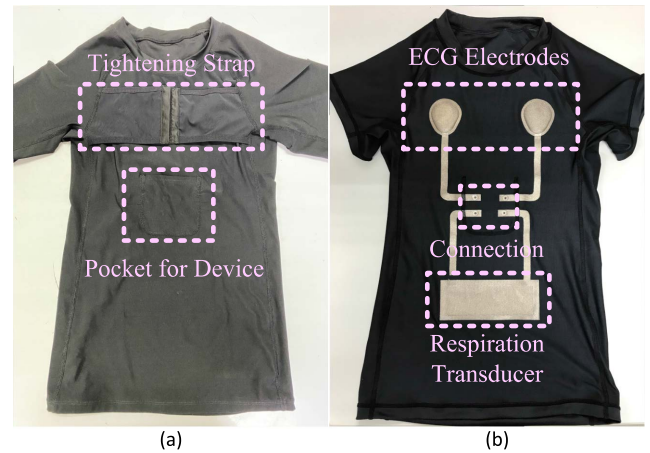 Tightening Strap
Pocket for Device
(a)
ECG Electrodes
Connection
Respiration
Transducer
(b)